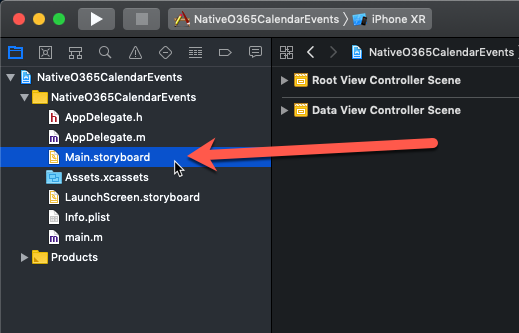 NativeO365CalendarEvents
iPhone XR
NativeO365CalendarEvents
NativeO365CalendarEvents
NativeO365CalendarEvents
AppDelegate.h
AppDelegate.m
Main.storyboard
Assets.xcassets
LaunchScreen.storyboard
Info.plist
main.m
Products
Root View Controller Scene
Data View Controller Scene